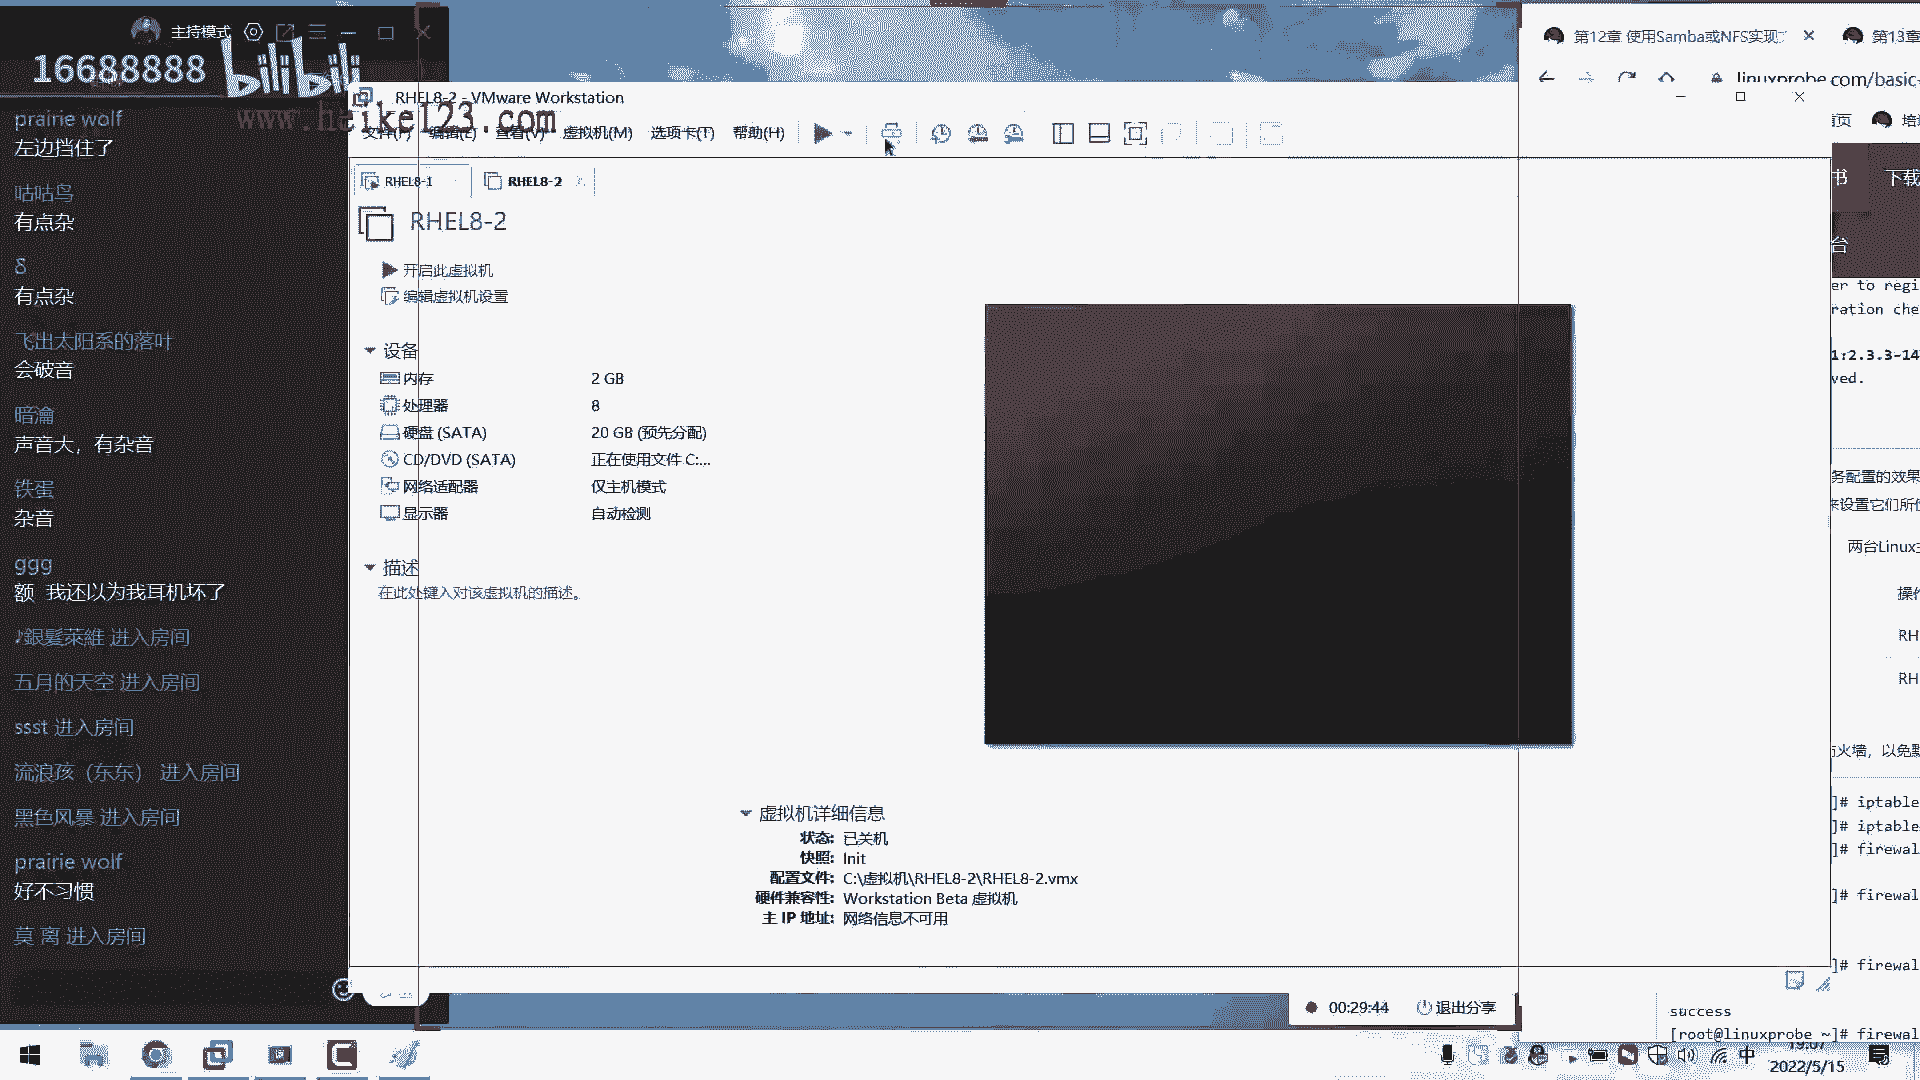 主持模式
16688888
bilibili
www.heike123.com
prairie wolf
左边挡住了
咕咕鸟
有点杂
δ
有点杂
飞出太阳系的落叶
会破音
暗瀹
声音大，有杂音
铁蛋
杂音
ggg
额 我还以为我耳机坏了
♪銀髮萊維 进入房间
五月的天空 进入房间
ssst 进入房间
流浪孩（东东） 进入房间
黑色风暴 进入房间
prairie wolf
好不习惯
莫 离 进入房间
RHEL8-2 - VMware Workstation
文件(F) 编辑(E) 查看(V) 虚拟机(M) 选项卡(T) 帮助(H)
RHEL8-1
RHEL8-2
RHEL8-2
开启此虚拟机
编辑虚拟机设置
设备
内存 2 GB
处理器 8
硬盘 (SATA) 20 GB (预先分配)
CD/DVD (SATA) 正在使用文件 C:...
网络适配器 仅主机模式
显示器 自动检测
描述
在此处键入对该虚拟机的描述。
虚拟机详细信息
状态: 已关机
快照: Init
配置文件: C:\虚拟机\RHEL8-2\RHEL8-2.vmx
硬件兼容性: Workstation Beta 虚拟机
主 IP 地址: 网络信息不可用
00:29:44 退出分享
第12章 使用Samba或NFS实现
第13章
linuxprobe.com/basic-
页
书 下载
台
er to regi
ration che
1:2.3.3-14
ved.
务配置的效果
来设置它们所使
两台Linux主
操作
RH
RH
防火墙，以免默
]# iptable
]# iptable
]# firewal
]# firewal
]# firewal
success
[root@linuxprobe ~]# firewal
中
19:07
2022/5/15